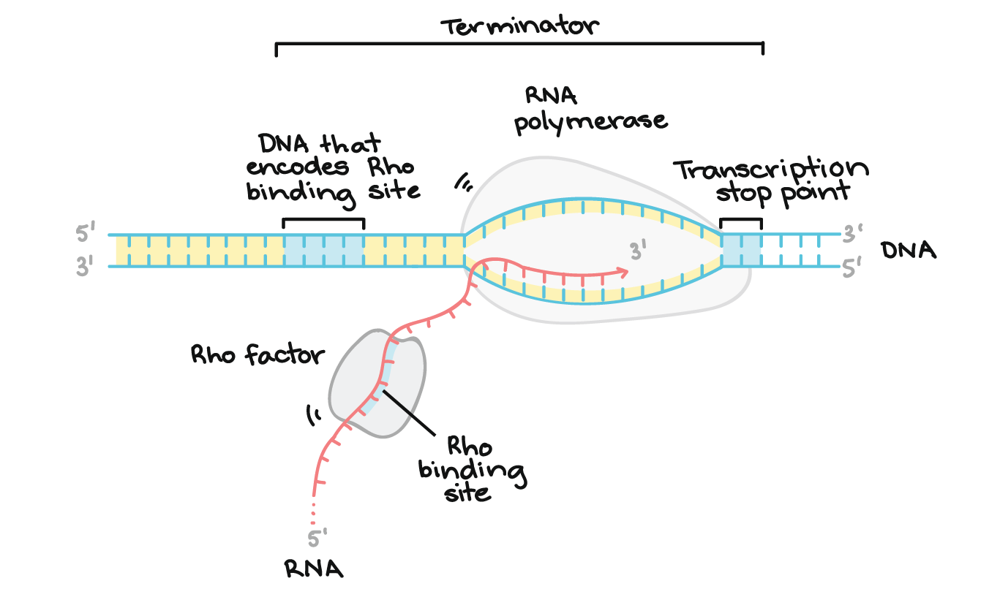 Terminator
RNA
polymerase
DNA that
encodes Rho
binding site
Transcription
stop point
5'
3'
3'
3'
5'
DNA
Rho factor
Rho
binding
site
5'
RNA